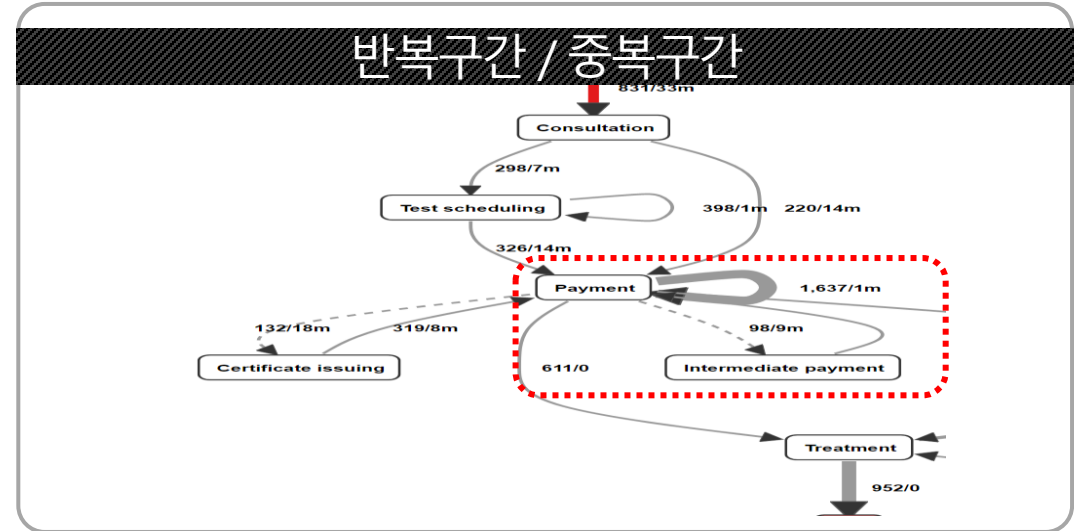 반복구간 / 중복구간
831/33m
Consultation
298/7m
Test scheduling
398/1m 220/14m
326/14m
Payment
1,637/1m
132/18m
319/8m
98/9m
Certificate issuing
611/0
Intermediate payment
Treatment
952/0